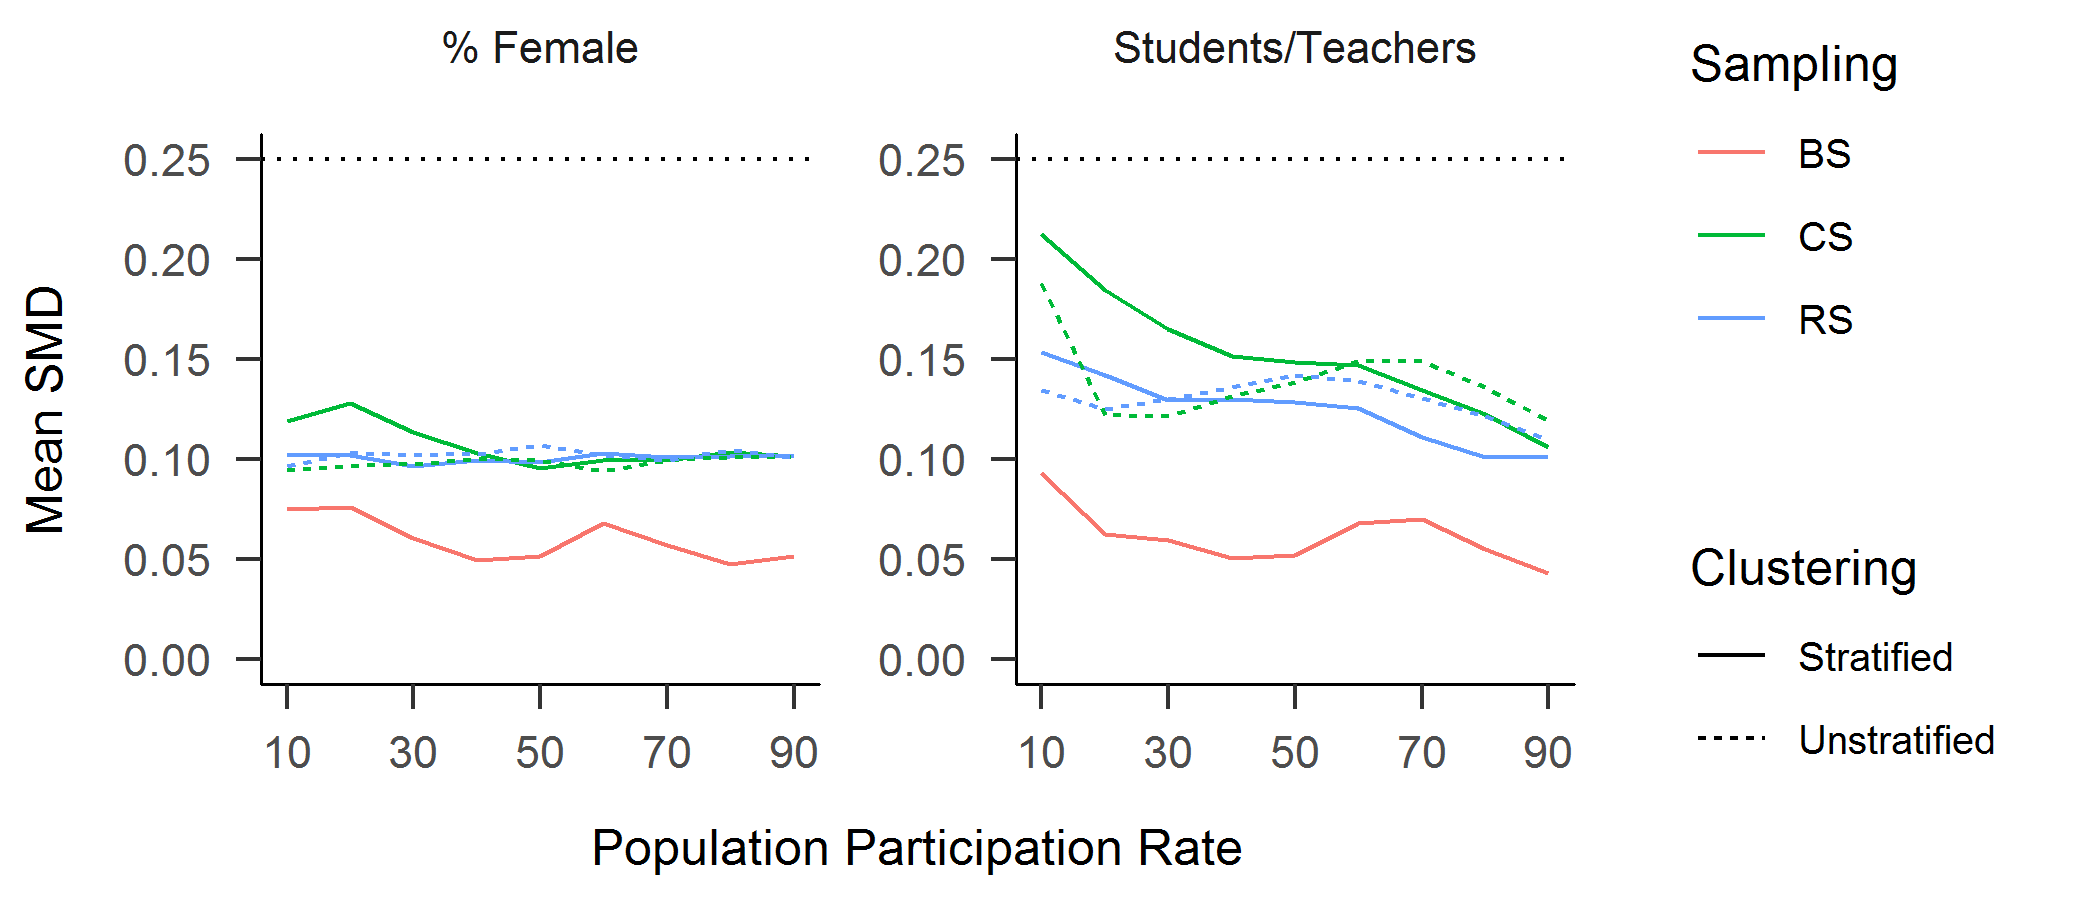 % Female
Students/Teachers
Mean SMD
0.25
0.20
0.15
0.10
0.05
0.00
10 30 50 70 90
0.25
0.20
0.15
0.10
0.05
0.00
10 30 50 70 90
Population Participation Rate
Sampling
BS
CS
RS
Clustering
Stratified
Unstratified